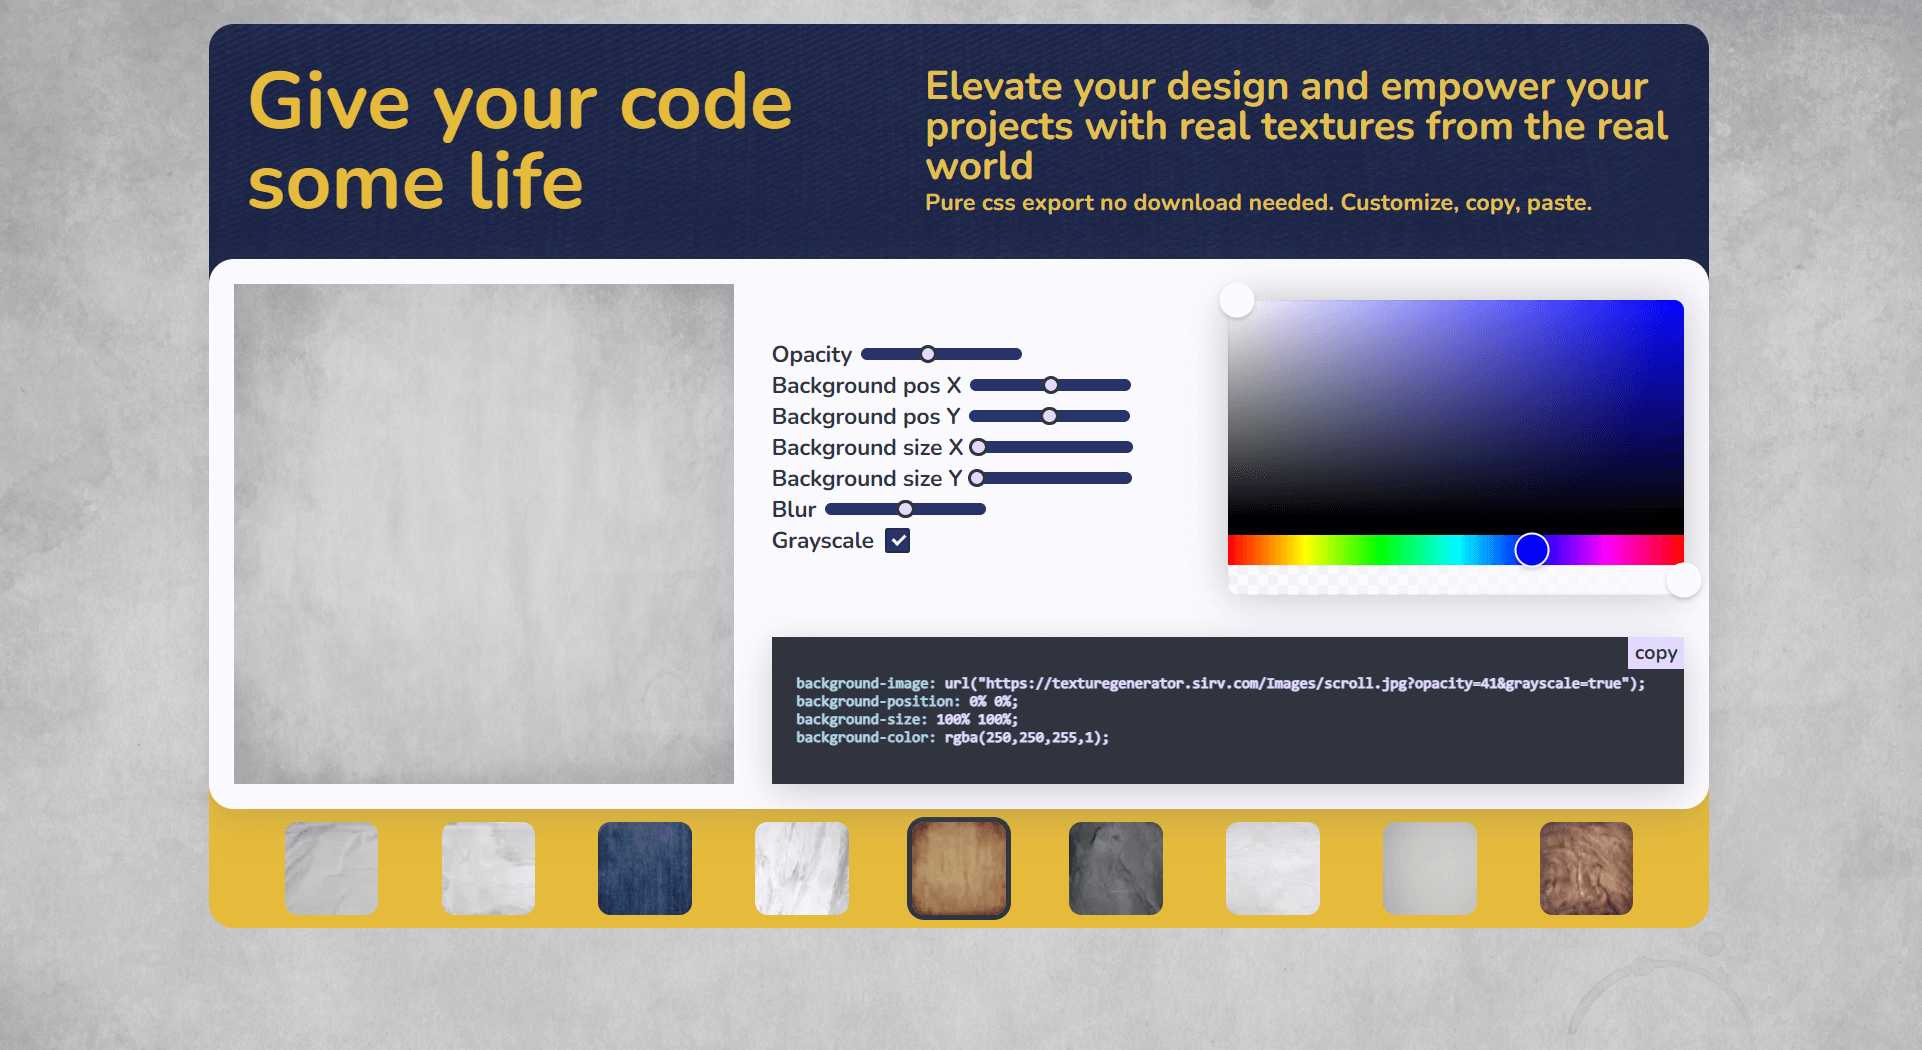 Give your code
some life
Elevate your design and empower your
projects with real textures from the real
world
Pure css export no download needed. Customize, copy, paste.
Opacity
Background pos X
Background pos Y
Background size X
Background size Y
Blur
Grayscale
copy
background-image: url("https://texturegenerator.sirv.com/Images/scroll.jpg?opacity=41&grayscale=true");
background-position: 0% 0%;
background-size: 100% 100%;
background-color: rgba(250,250,255,1);